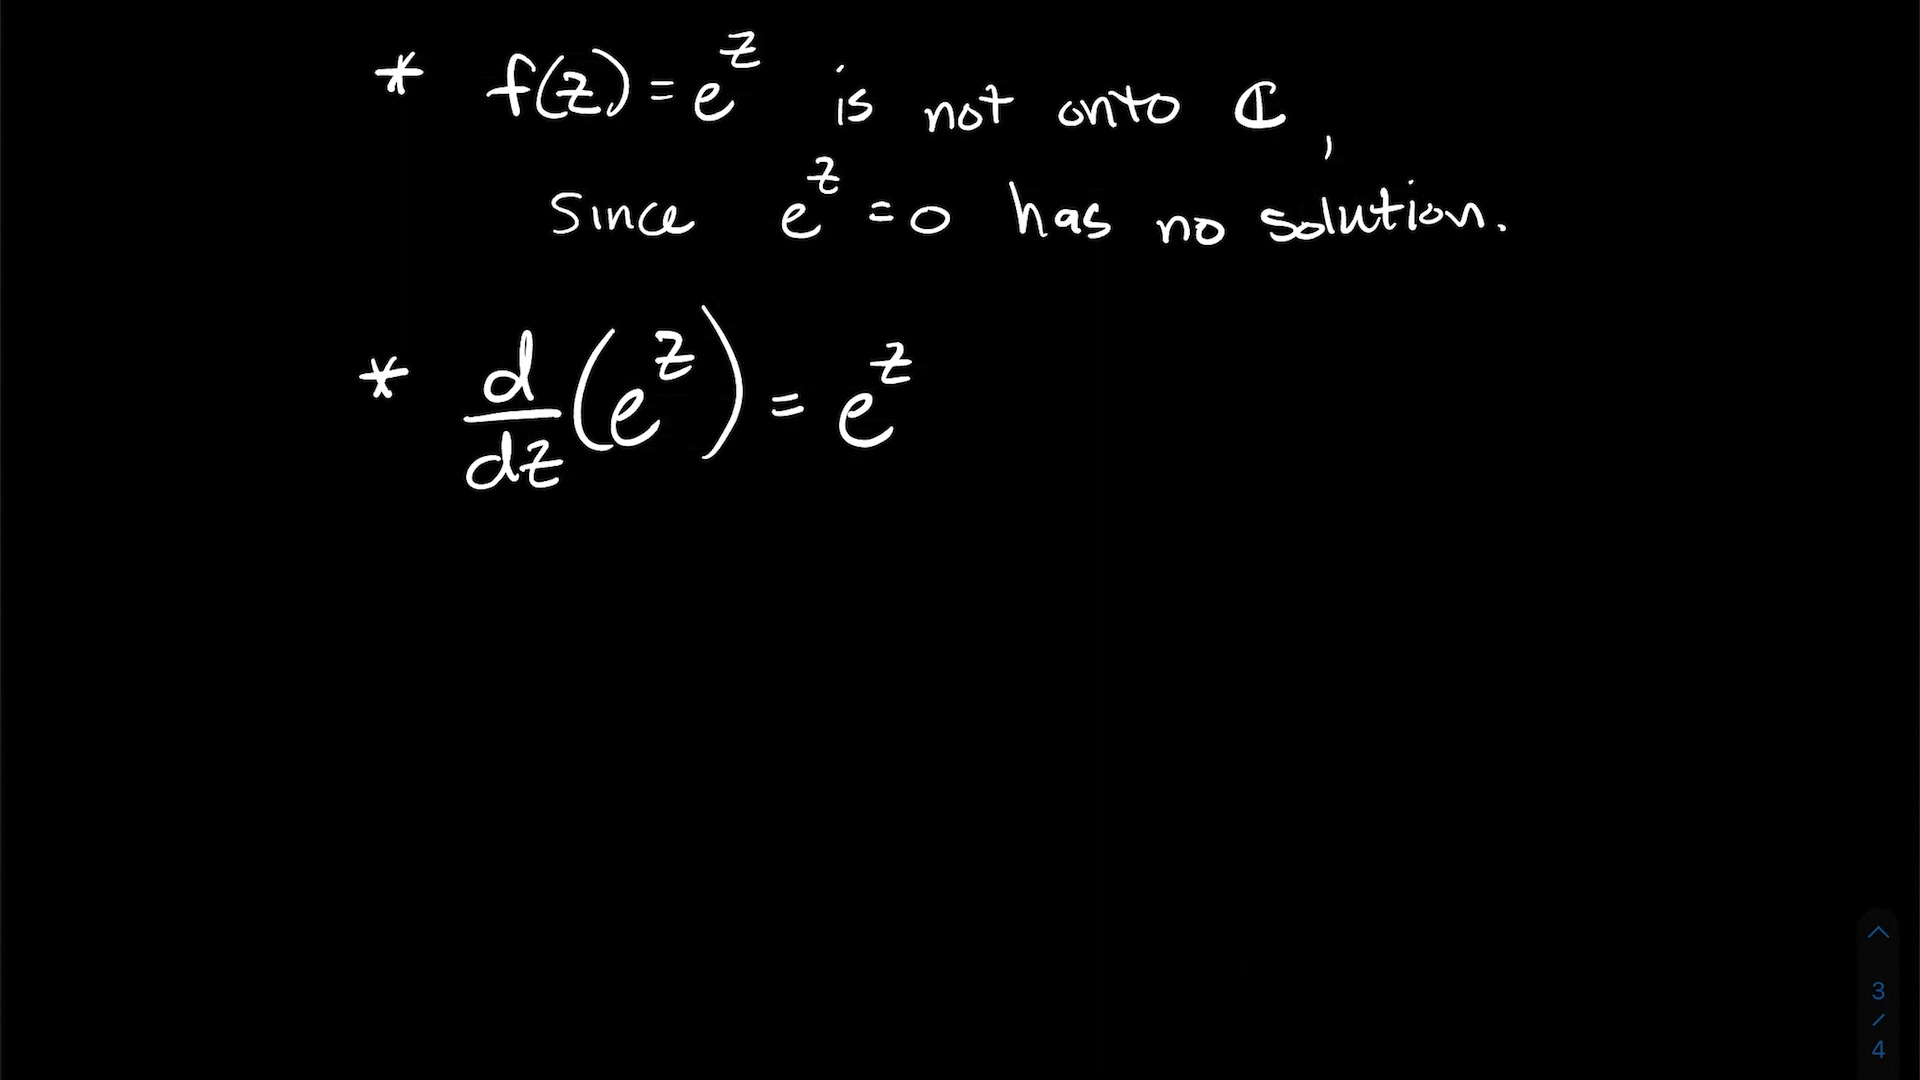 * f(z) = e^z is not onto ℂ,
since e^z = 0 has no solution.
* d/dz (e^z) = e^z
3
/
4